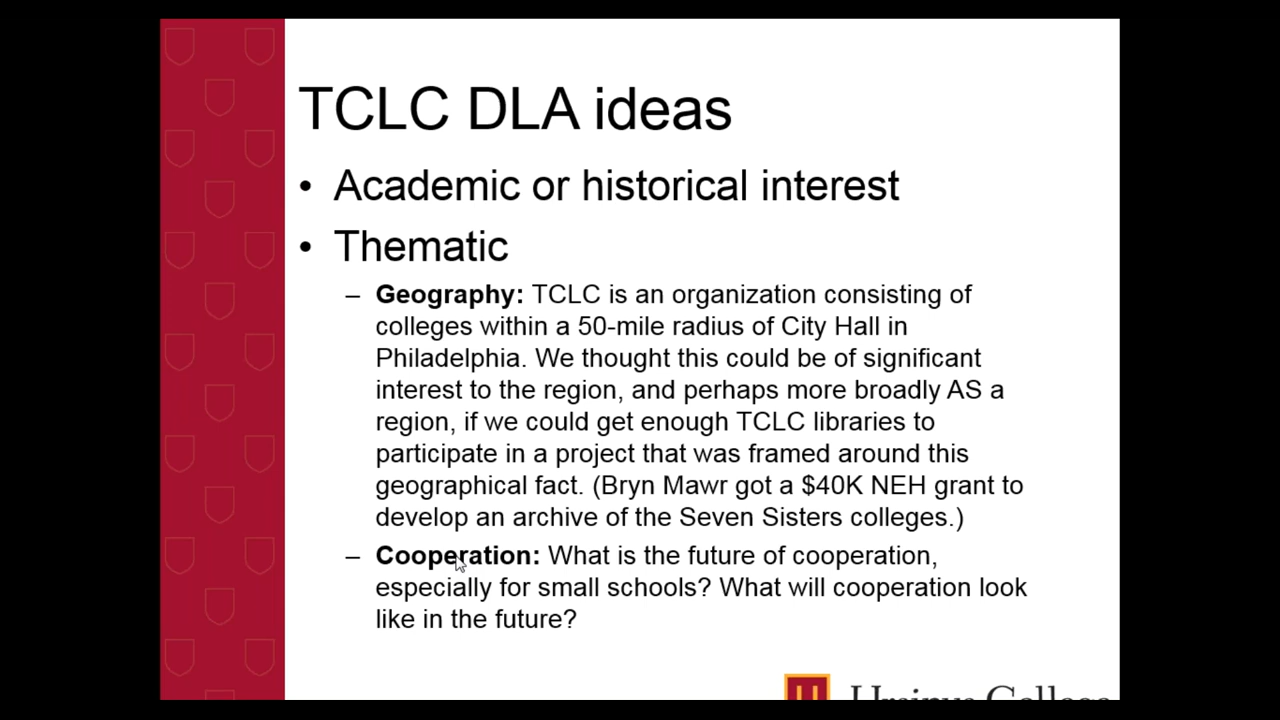 TCLC DLA ideas
• Academic or historical interest
• Thematic
– Geography: TCLC is an organization consisting of
colleges within a 50-mile radius of City Hall in
Philadelphia. We thought this could be of significant
interest to the region, and perhaps more broadly AS a
region, if we could get enough TCLC libraries to
participate in a project that was framed around this
geographical fact. (Bryn Mawr got a $40K NEH grant to
develop an archive of the Seven Sisters colleges.)
– Cooperation: What is the future of cooperation,
especially for small schools? What will cooperation look
like in the future?
Ursinus College